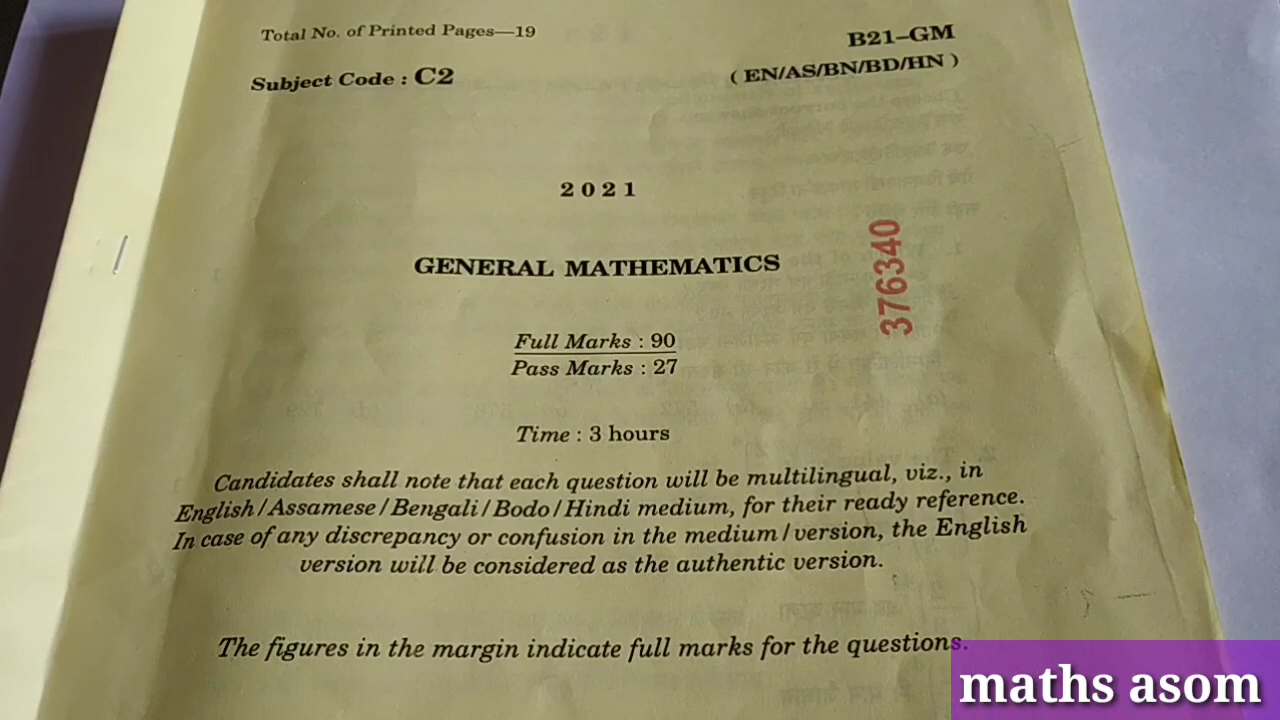 Total No. of Printed Pages—19
B21–GM
(EN/AS/BN/BD/HN)
Subject Code : C2
2021
GENERAL MATHEMATICS
376340
Full Marks : 90
Pass Marks : 27
Time : 3 hours
Candidates shall note that each question will be multilingual, viz., in
English/Assamese/Bengali/Bodo/Hindi medium, for their ready reference.
In case of any discrepancy or confusion in the medium/version, the English
version will be considered as the authentic version.
The figures in the margin indicate full marks for the questions.
maths asom